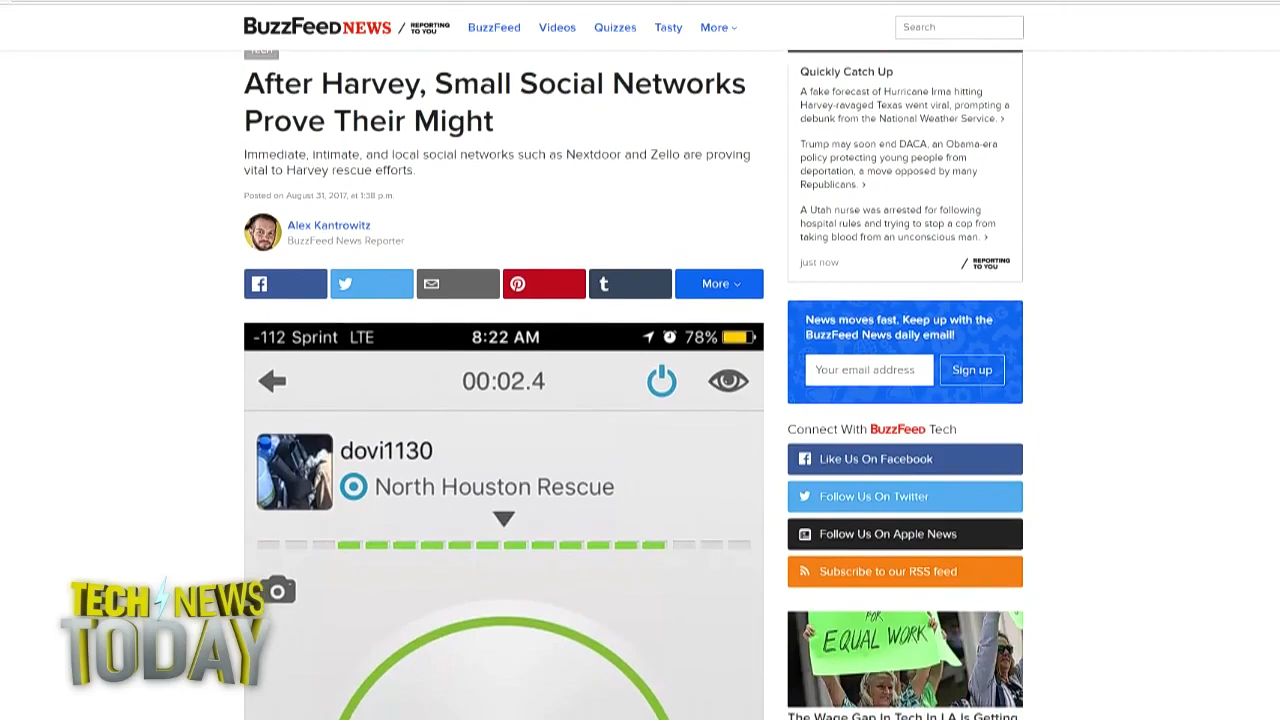 BuzzFeedNEWS / REPORTING TO YOU BuzzFeed Videos Quizzes Tasty More
Search
TECH
After Harvey, Small Social Networks
Prove Their Might
Immediate, intimate, and local social networks such as Nextdoor and Zello are proving
vital to Harvey rescue efforts.
Posted on August 31, 2017, at 1:38 p.m.
Alex Kantrowitz
BuzzFeed News Reporter
More
-112 Sprint LTE 8:22 AM 78%
00:02.4
dovi1130
North Houston Rescue
TECH NEWS
TODAY
Quickly Catch Up
A fake forecast of Hurricane Irma hitting
Harvey-ravaged Texas went viral, prompting a
debunk from the National Weather Service. ›
Trump may soon end DACA, an Obama-era
policy protecting young people from
deportation, a move opposed by many
Republicans. ›
A Utah nurse was arrested for following
hospital rules and trying to stop a cop from
taking blood from an unconscious man. ›
just now
/ REPORTING TO YOU
News moves fast. Keep up with the
BuzzFeed News daily email!
Your email address Sign up
Connect With BuzzFeed Tech
Like Us On Facebook
Follow Us On Twitter
Follow Us On Apple News
Subscribe to our RSS feed
FOR
EQUAL WORK
The Wage Gap In Tech In LA Is Getting